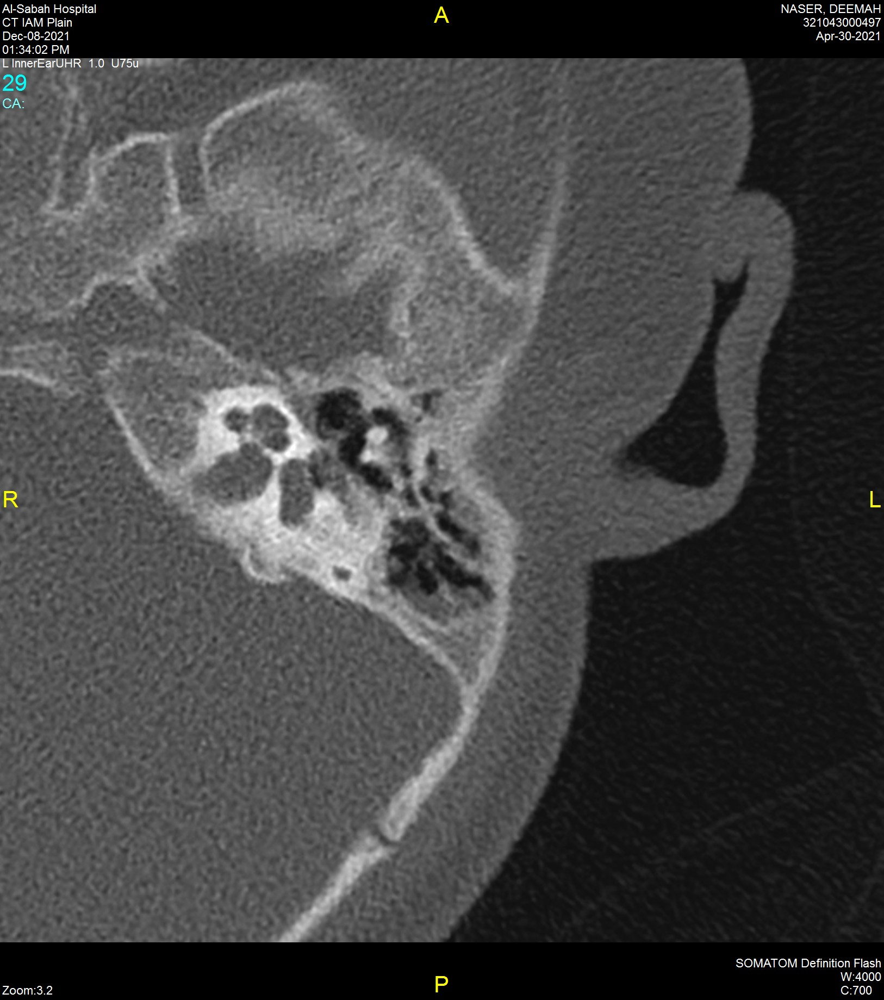 Al-Sabah Hospital
CT IAM Plain
Dec-08-2021
01:34:02 PM
L InnerEarUHR 1.0 U75u
29
CA:
A
NASER, DEEMAH
321043000497
Apr-30-2021
R
L
Zoom:3.2
P
SOMATOM Definition Flash
W:4000
C:700